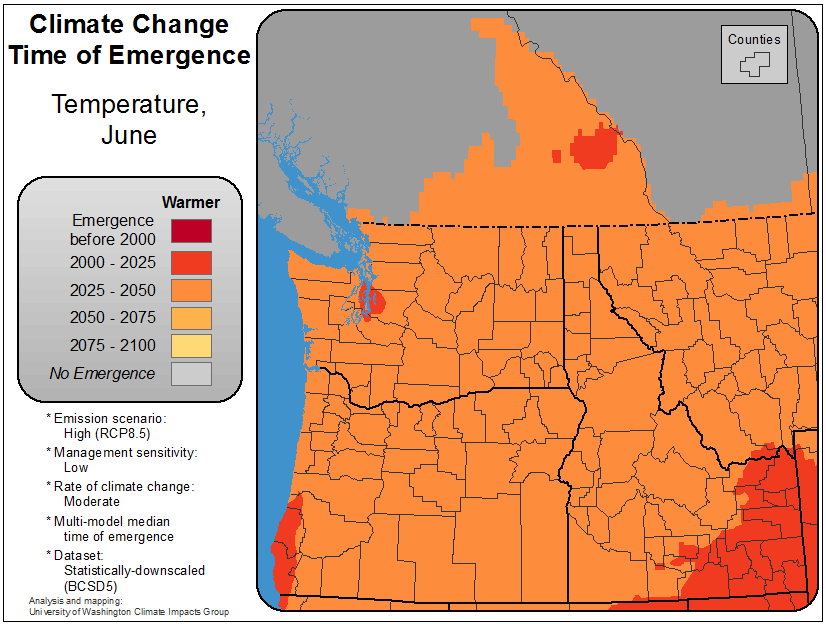 Climate Change
Time of Emergence
Temperature,
June
Warmer
Emergence
before 2000
2000 - 2025
2025 - 2050
2050 - 2075
2075 - 2100
No Emergence
* Emission scenario:
High (RCP8.5)
* Management sensitivity:
Low
* Rate of climate change:
Moderate
* Multi-model median
time of emergence
* Dataset:
Statistically-downscaled
(BCSD5)
Analysis and mapping:
University of Washington Climate Impacts Group
Counties